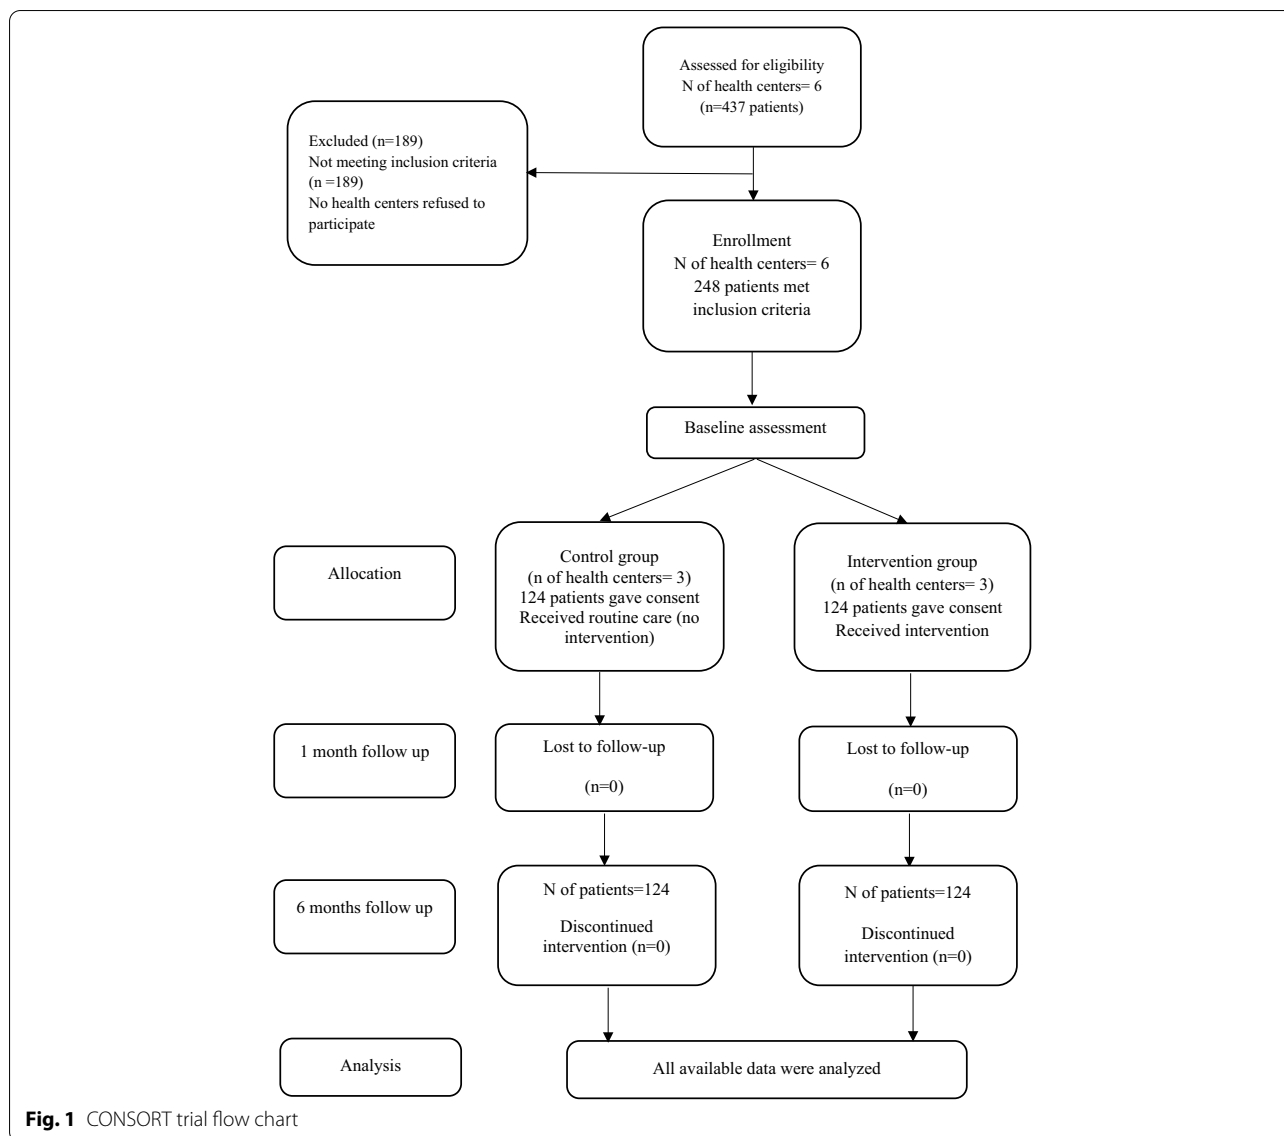 Assessed for eligibility
N of health centers= 6
(n=437 patients)
Excluded (n=189)
Not meeting inclusion criteria
(n =189)
No health centers refused to
participate
Enrollment
N of health centers= 6
248 patients met
inclusion criteria
Baseline assessment
Allocation
Control group
(n of health centers= 3)
124 patients gave consent
Received routine care (no
intervention)
Intervention group
(n of health centers= 3)
124 patients gave consent
Received intervention
1 month follow up
Lost to follow-up
(n=0)
Lost to follow-up
(n=0)
6 months follow up
N of patients=124
Discontinued
intervention (n=0)
N of patients=124
Discontinued
intervention (n=0)
Analysis
All available data were analyzed
Fig. 1 CONSORT trial flow chart